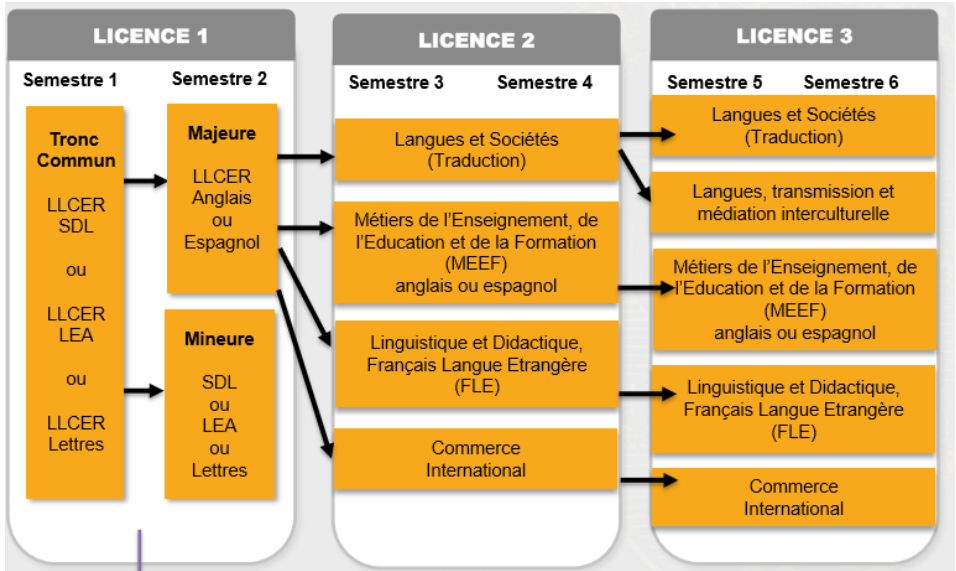 LICENCE 1
Semestre 1
Semestre 2
Tronc
Commun
LLCER
SDL
ou
LLCER
LEA
ou
LLCER
Lettres
Majeure
LLCER
Anglais
ou
Espagnol
Mineure
SDL
ou
LEA
ou
Lettres
LICENCE 2
Semestre 3
Semestre 4
Langues et Sociétés
(Traduction)
Métiers de l’Enseignement, de
l’Education et de la Formation
(MEEF)
anglais ou espagnol
Linguistique et Didactique,
Français Langue Etrangère
(FLE)
Commerce
International
LICENCE 3
Semestre 5
Semestre 6
Langues et Sociétés
(Traduction)
Langues, transmission et
médiation interculturelle
Métiers de l’Enseignement, de
l’Education et de la Formation
(MEEF)
anglais ou espagnol
Linguistique et Didactique,
Français Langue Etrangère
(FLE)
Commerce
International